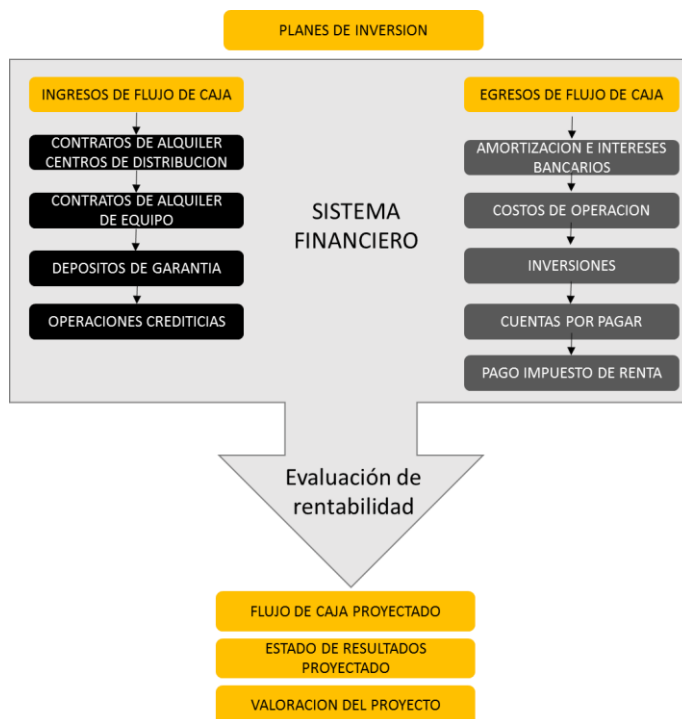 PLANES DE INVERSION
INGRESOS DE FLUJO DE CAJA
CONTRATOS DE ALQUILER
CENTROS DE DISTRIBUCION
CONTRATOS DE ALQUILER
DE EQUIPO
DEPOSITOS DE GARANTIA
OPERACIONES CREDITICIAS
SISTEMA
FINANCIERO
EGRESOS DE FLUJO DE CAJA
AMORTIZACION E INTERESES
BANCARIOS
COSTOS DE OPERACION
INVERSIONES
CUENTAS POR PAGAR
PAGO IMPUESTO DE RENTA
Evaluación de
rentabilidad
FLUJO DE CAJA PROYECTADO
ESTADO DE RESULTADOS
PROYECTADO
VALORACION DEL PROYECTO